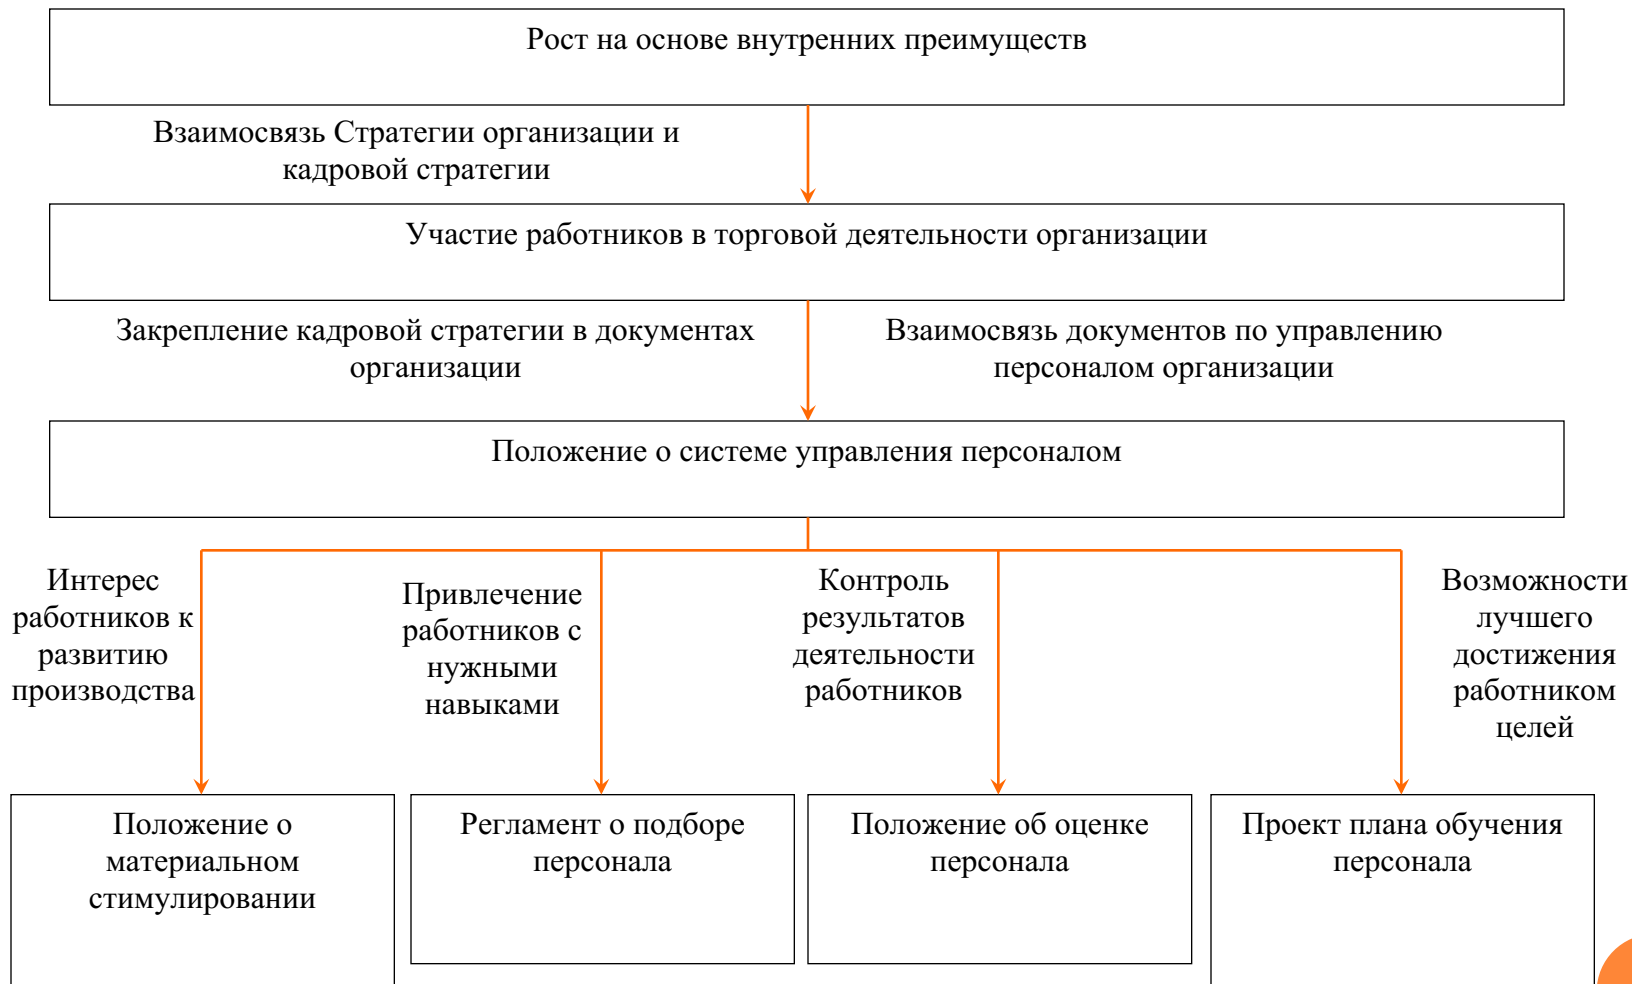 Рост на основе внутренних преимуществ
Взаимосвязь Стратегии организации и
кадровой стратегии
Участие работников в торговой деятельности организации
Закрепление кадровой стратегии в документах
организации
Взаимосвязь документов по управлению
персоналом организации
Положение о системе управления персоналом
Интерес
работников к
развитию
производства
Привлечение
работников с
нужными
навыками
Контроль
результатов
деятельности
работников
Возможности
лучшего
достижения
работником
целей
Положение о
материальном
стимулировании
Регламент о подборе
персонала
Положение об оценке
персонала
Проект плана обучения
персонала